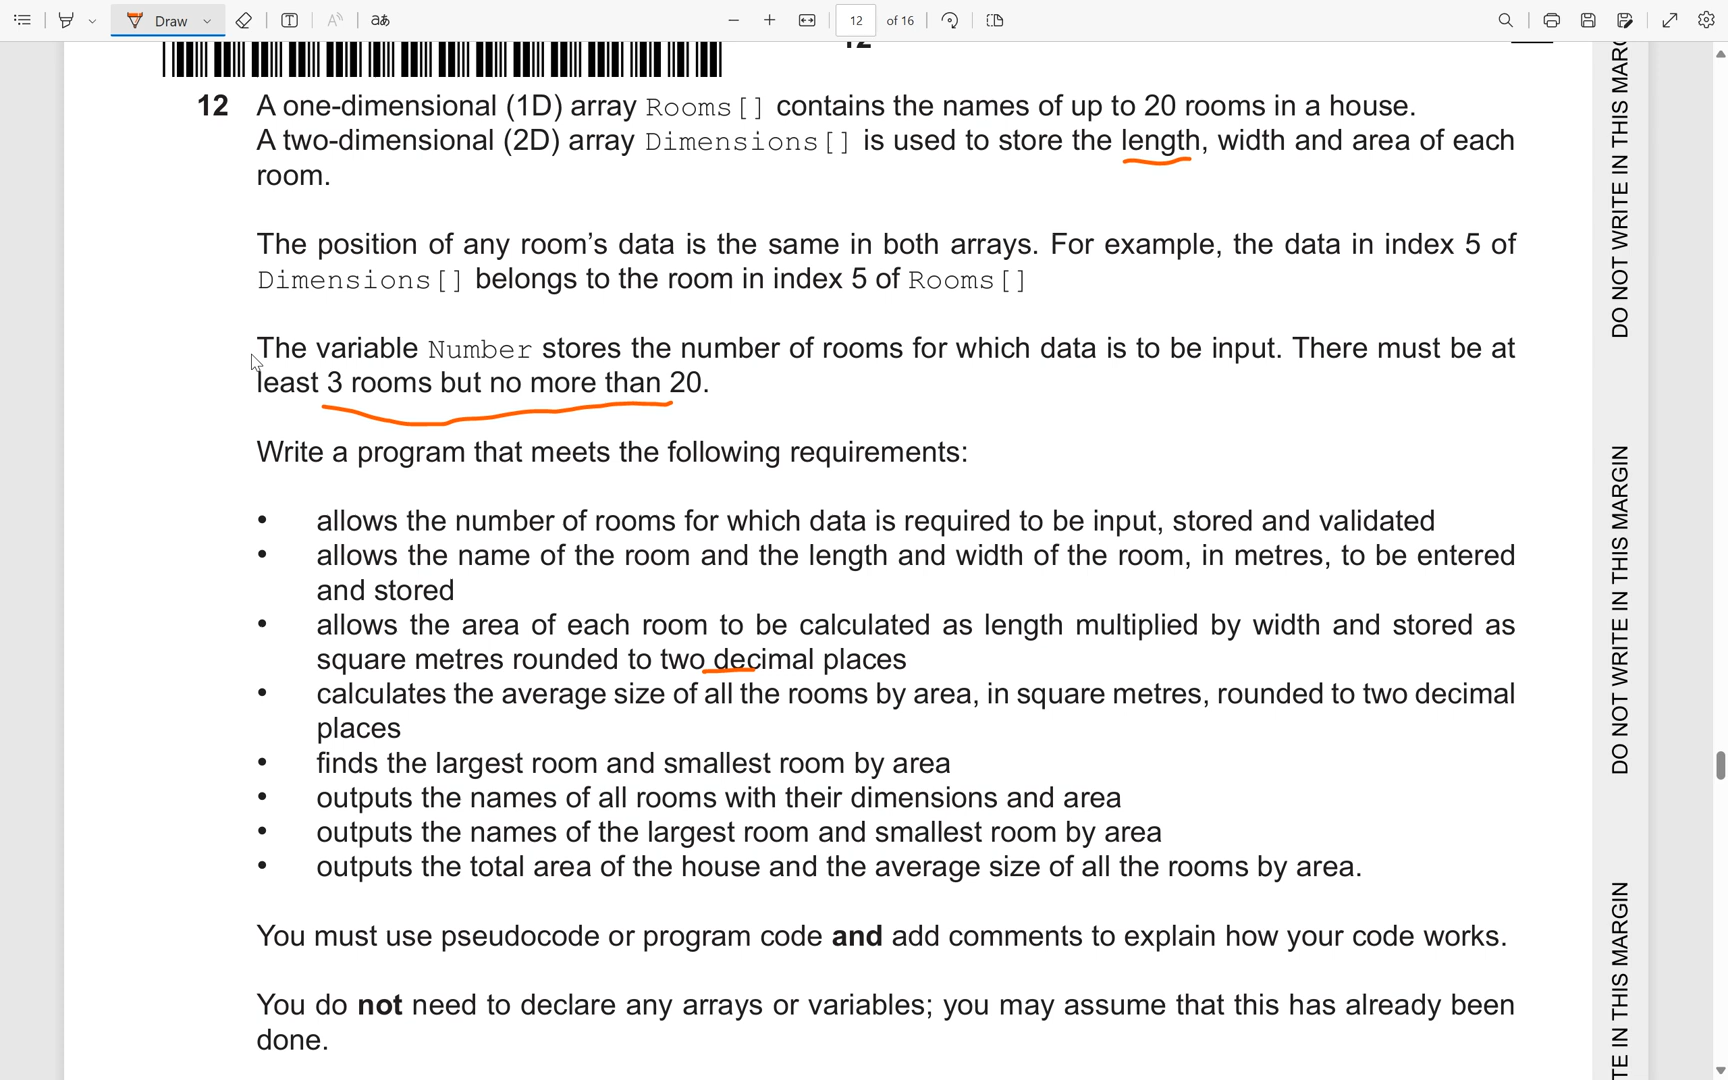 Draw
aあ
12
of 16
12 A one-dimensional (1D) array Rooms[] contains the names of up to 20 rooms in a house.
A two-dimensional (2D) array Dimensions[] is used to store the length, width and area of each
room.
The position of any room's data is the same in both arrays. For example, the data in index 5 of
Dimensions[] belongs to the room in index 5 of Rooms[]
The variable Number stores the number of rooms for which data is to be input. There must be at
least 3 rooms but no more than 20.
Write a program that meets the following requirements:
• allows the number of rooms for which data is required to be input, stored and validated
• allows the name of the room and the length and width of the room, in metres, to be entered
and stored
• allows the area of each room to be calculated as length multiplied by width and stored as
square metres rounded to two decimal places
• calculates the average size of all the rooms by area, in square metres, rounded to two decimal
places
• finds the largest room and smallest room by area
• outputs the names of all rooms with their dimensions and area
• outputs the names of the largest room and smallest room by area
• outputs the total area of the house and the average size of all the rooms by area.
You must use pseudocode or program code and add comments to explain how your code works.
You do not need to declare any arrays or variables; you may assume that this has already been
done.
DO NOT WRITE IN THIS MAR
DO NOT WRITE IN THIS MARGIN
TE IN THIS MARGIN